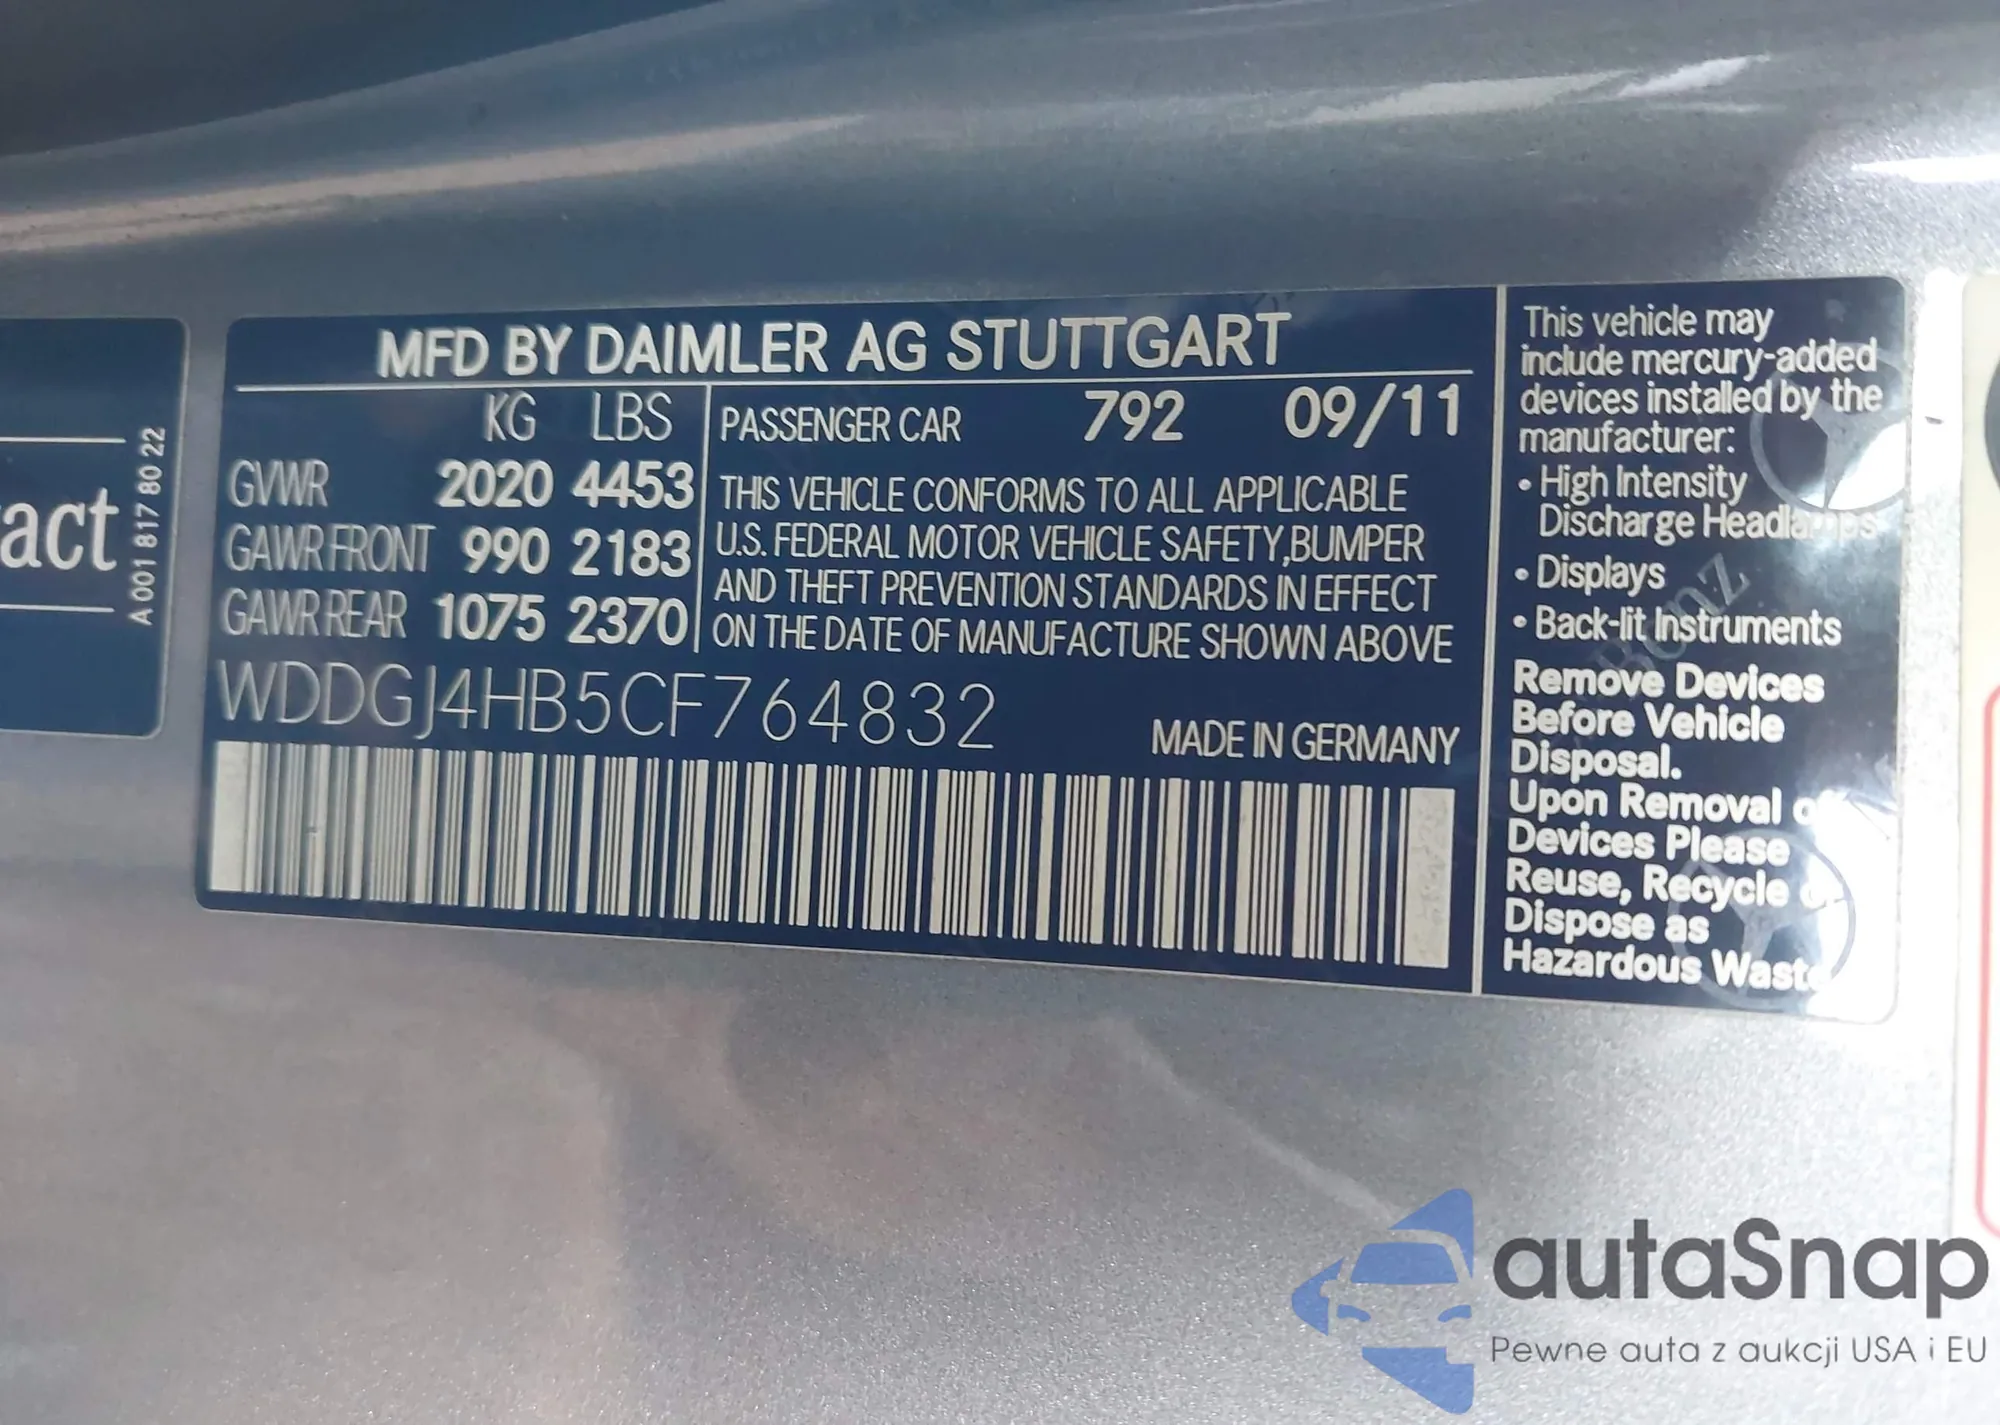 act
A 001 817 80 22
MFD BY DAIMLER AG STUTTGART
KG LBS
GVWR 2020 4453
GAWR FRONT 990 2183
GAWR REAR 1075 2370
PASSENGER CAR 792 09/11
THIS VEHICLE CONFORMS TO ALL APPLICABLE
U.S. FEDERAL MOTOR VEHICLE SAFETY,BUMPER
AND THEFT PREVENTION STANDARDS IN EFFECT
ON THE DATE OF MANUFACTURE SHOWN ABOVE
WDDGJ4HB5CF764832
MADE IN GERMANY
This vehicle may
include mercury-added
devices installed by the
manufacturer:
• High Intensity
Discharge Headlamps
• Displays
• Back-lit Instruments
Remove Devices
Before Vehicle
Disposal.
Upon Removal of
Devices Please
Reuse, Recycle or
Dispose as
Hazardous Waste
autaSnap
Pewne auta z aukcji USA i EU